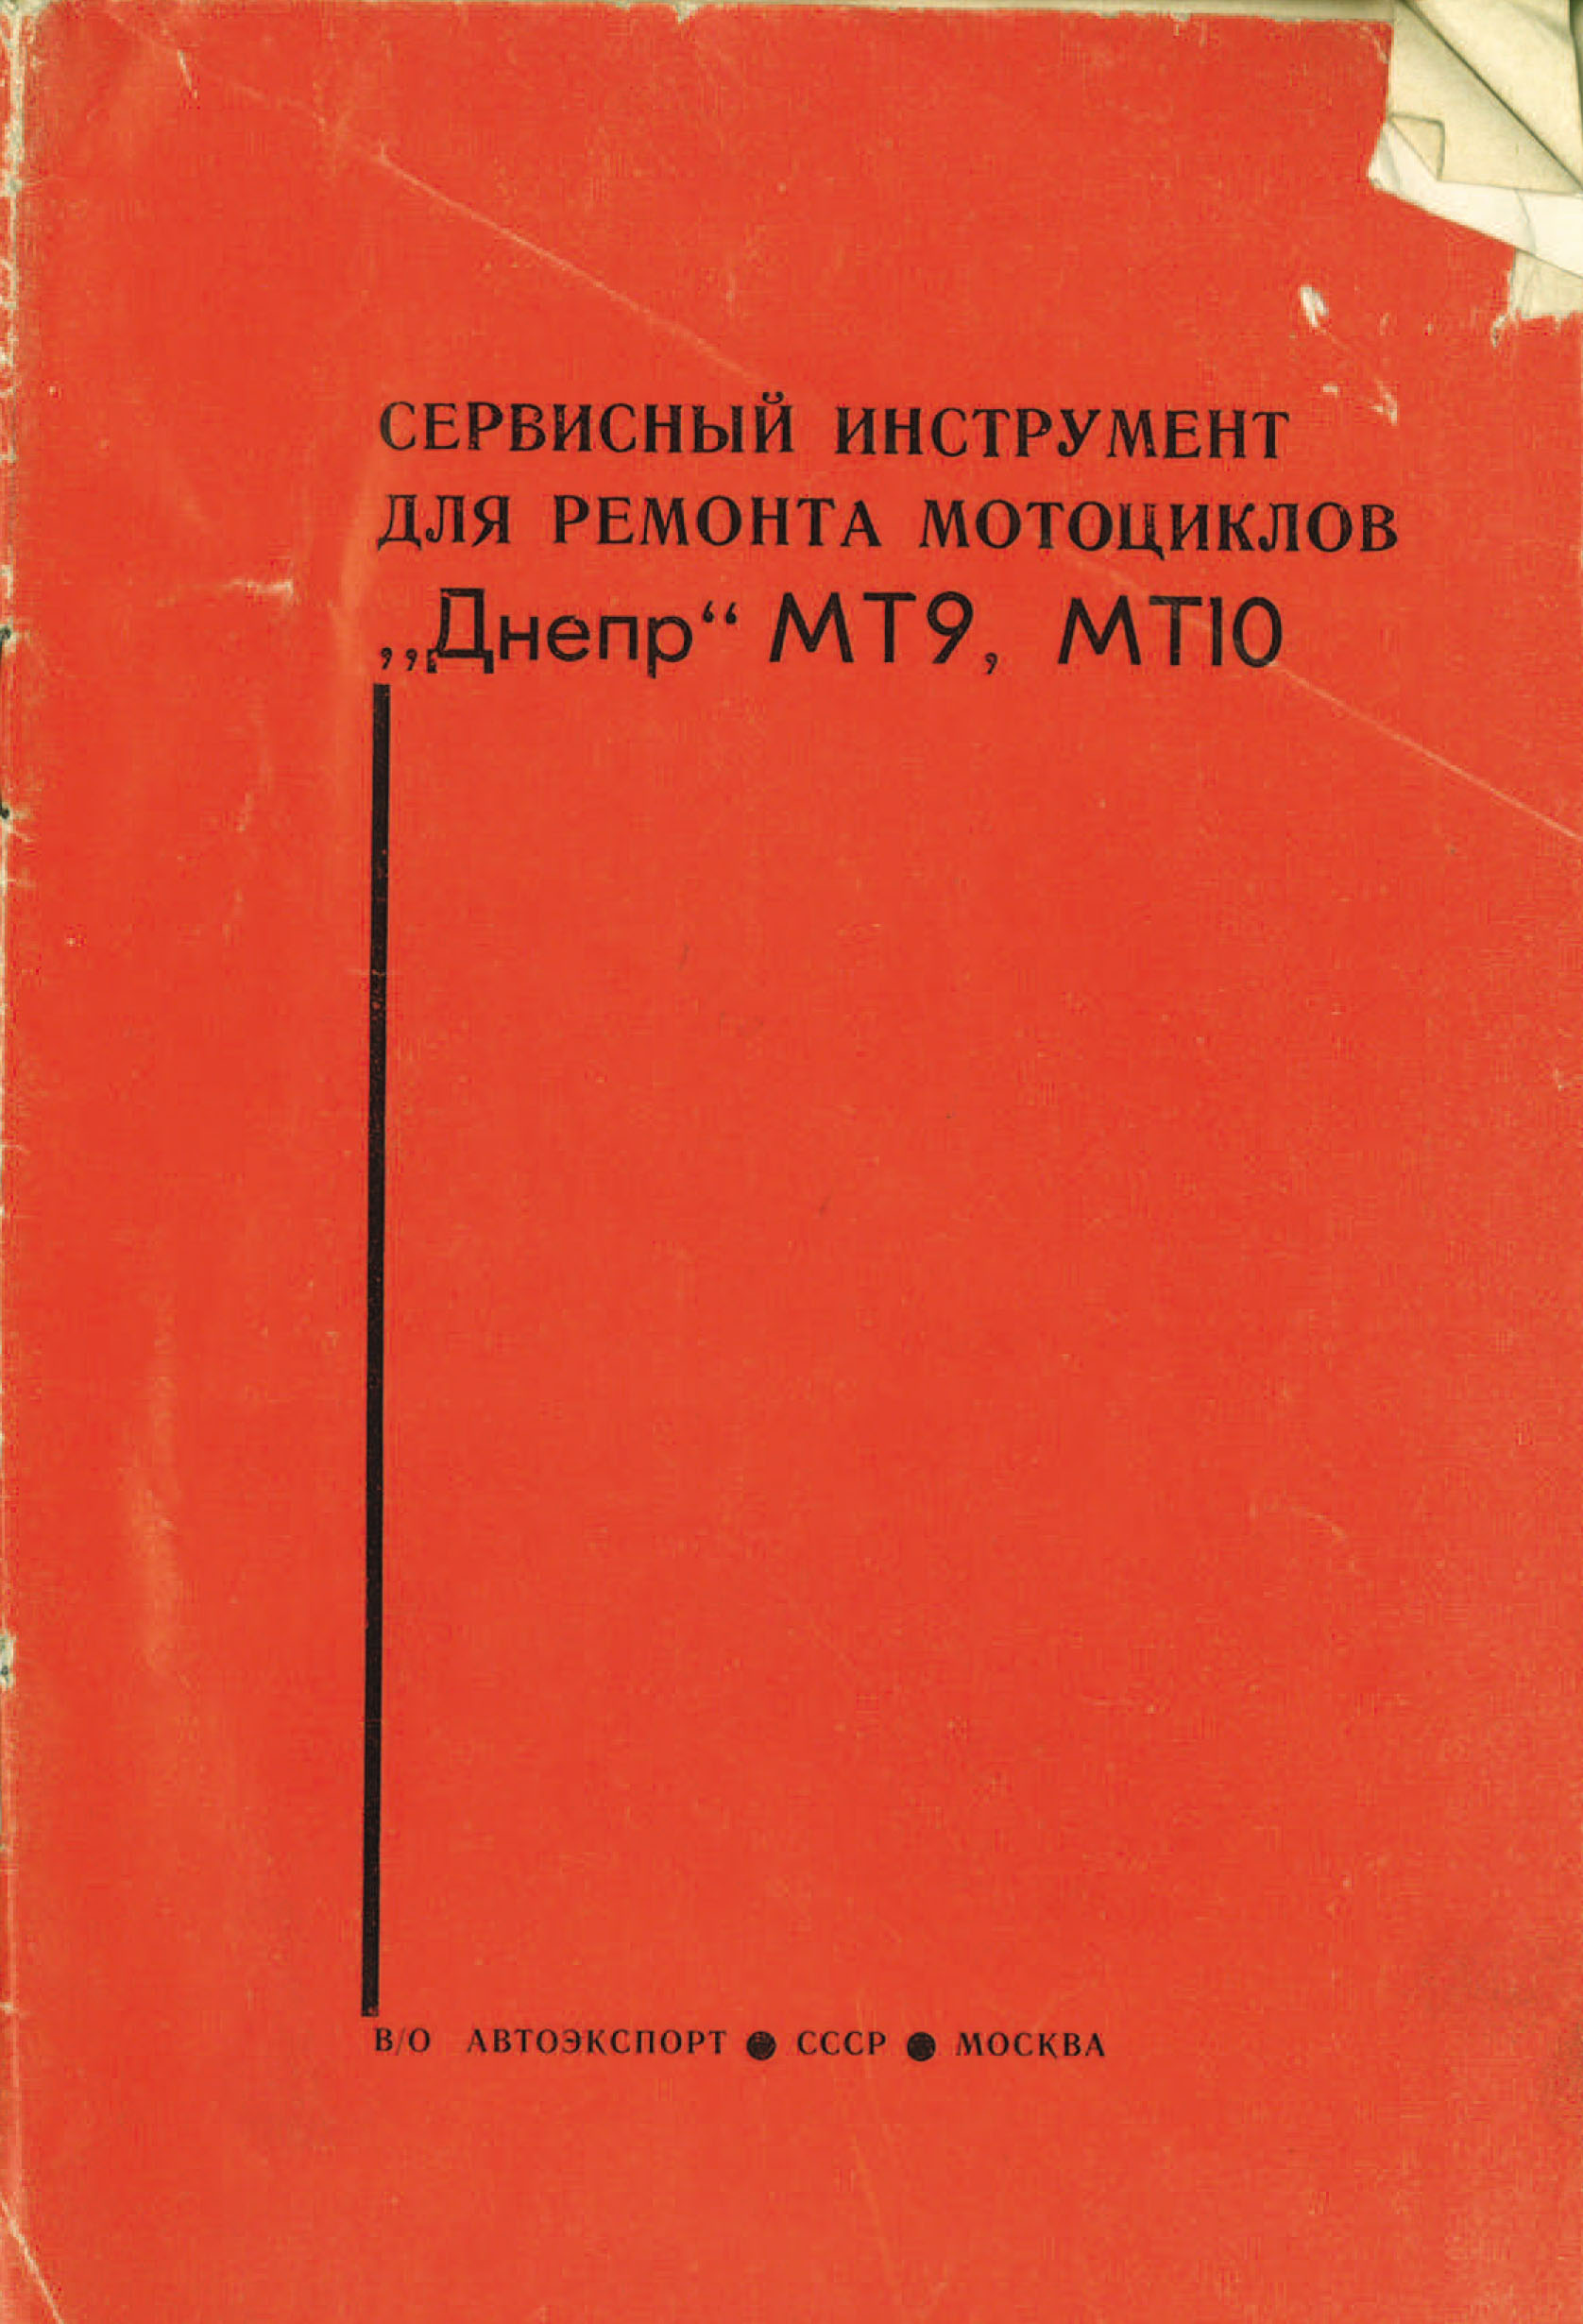 СЕРВИСНЫЙ ИНСТРУМЕНТ
ДЛЯ РЕМОНТА МОТОЦИКЛОВ
„Днепр“ МТ9, МТ10
В/О АВТОЭКСПОРТ ● СССР ● МОСКВА